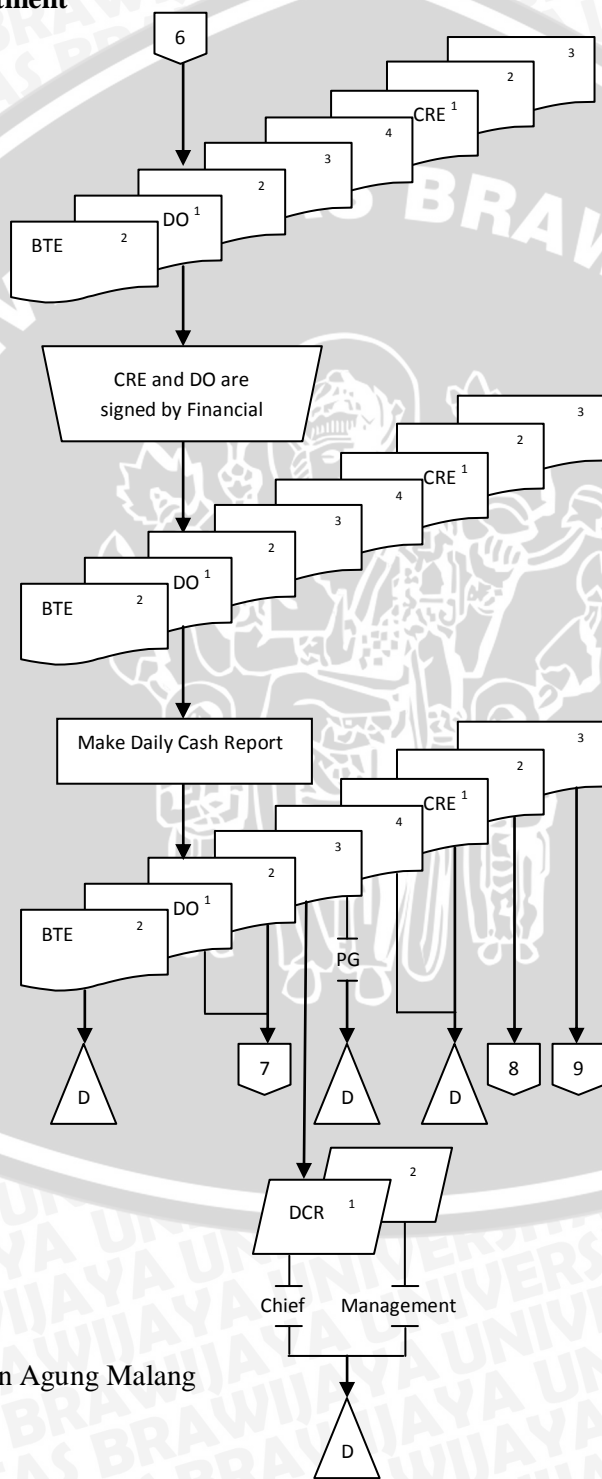 6
3
2
CRE 1
4
3
2
DO 1
BTE 2
CRE and DO are
signed by Financial
3
2
CRE 1
4
3
2
DO 1
BTE 2
Make Daily Cash Report
3
2
CRE 1
4
3
2
DO 1
BTE 2
PG
D
7
D
D
8
9
2
DCR 1
Chief Management
n Agung Malang
D